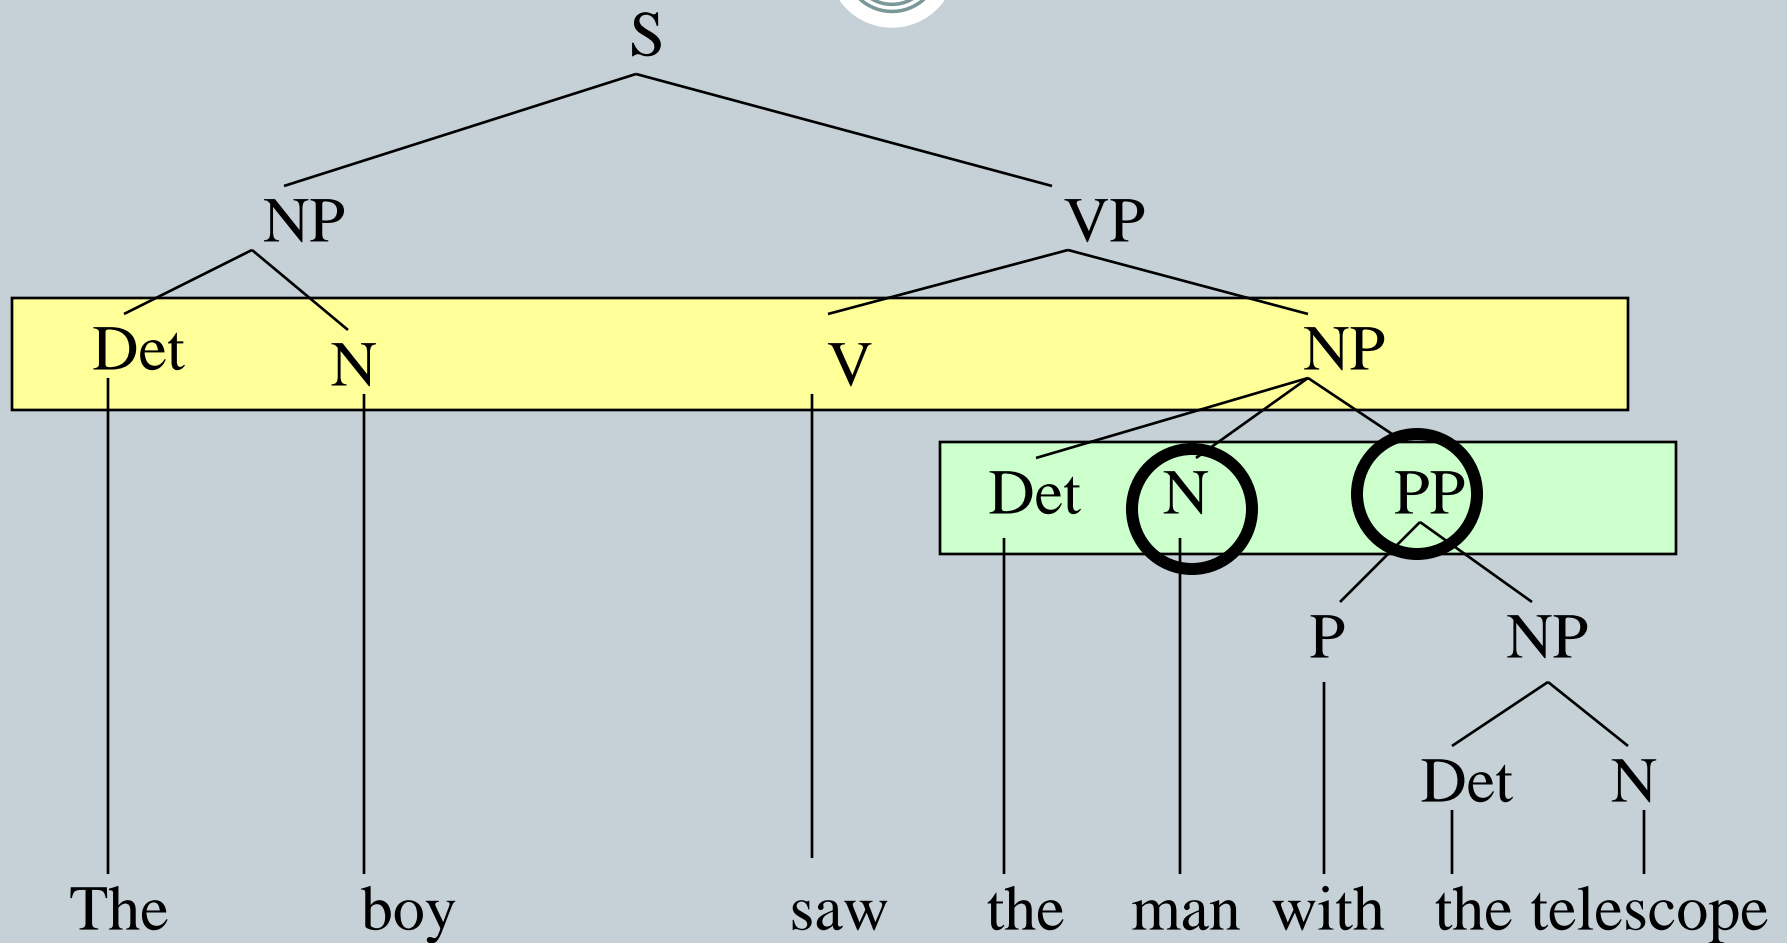 S
NP VP
Det N V NP
Det N PP
P NP
Det N
The boy saw the man with the telescope